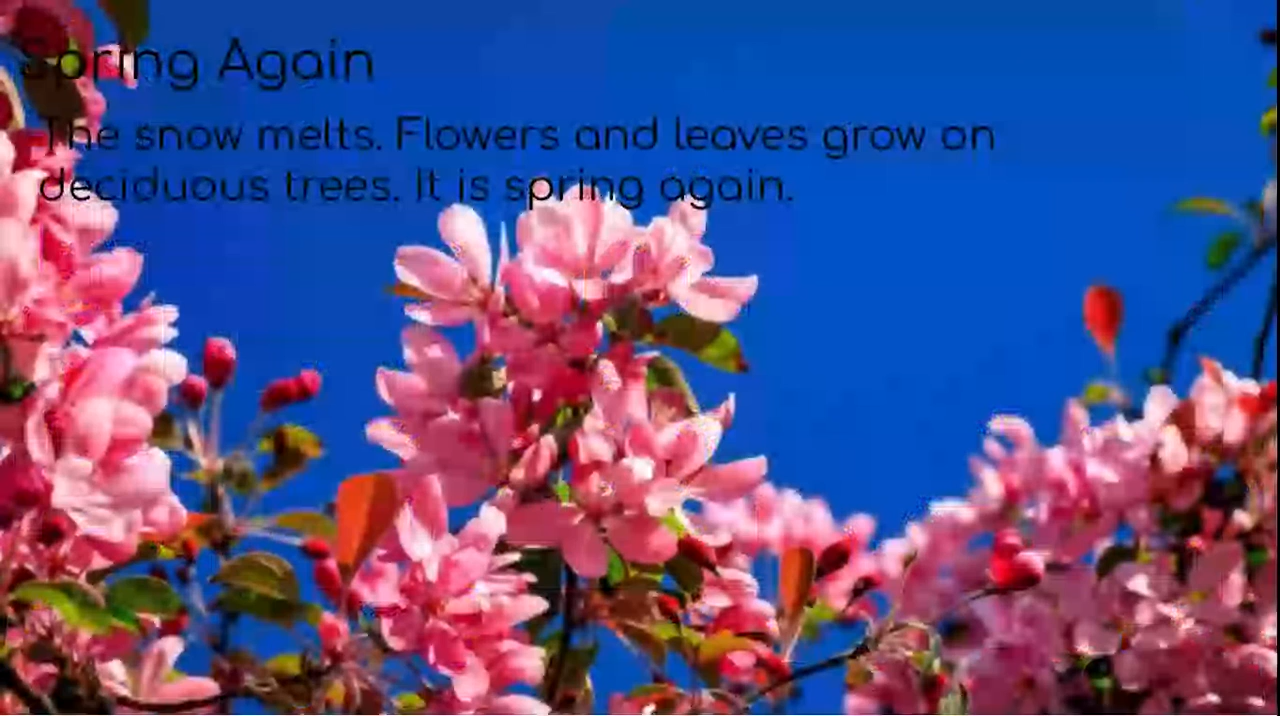 Spring Again
The snow melts. Flowers and leaves grow on
deciduous trees. It is spring again.